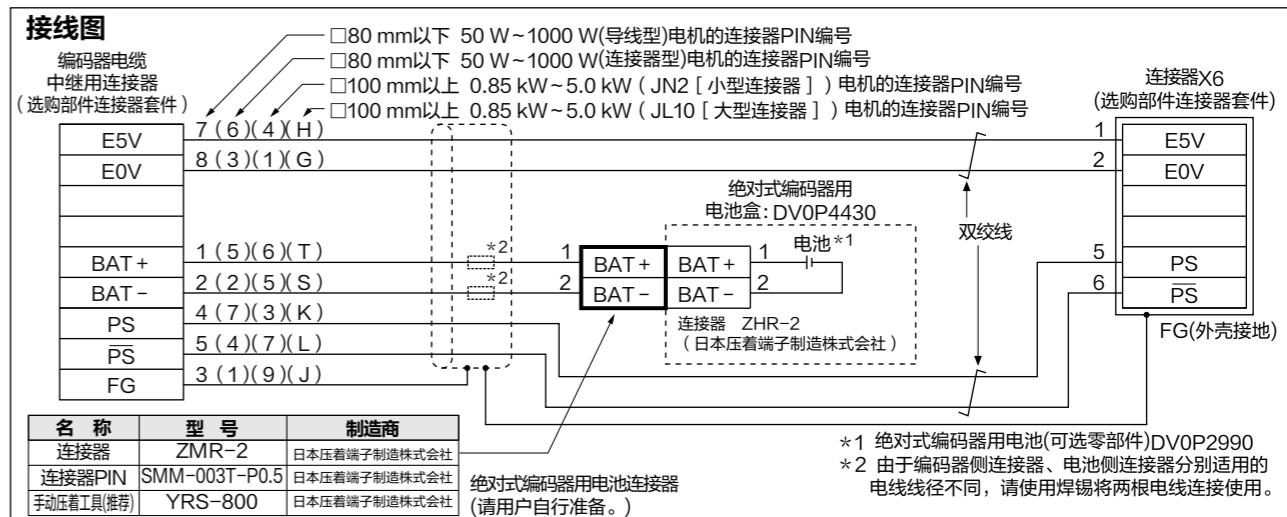 接线图
□80 mm以下 50 W~1000 W(导线型)电机的连接器PIN编号
□80 mm以下 50 W~1000 W(连接器型)电机的连接器PIN编号
□100 mm以上 0.85 kW~5.0 kW(JN2[小型连接器])电机的连接器PIN编号
□100 mm以上 0.85 kW~5.0 kW(JL10[大型连接器])电机的连接器PIN编号
编码器电缆
中继用连接器
(选购部件连接器套件)
连接器X6
(选购部件连接器套件)
E5V 7(6)(4)(H) 1 E5V
E0V 8(3)(1)(G) 2 E0V
绝对式编码器用
电池盒:DV0P4430
双绞线
BAT+ 1(5)(6)(T) *2 1 BAT+ BAT+ 1 电池*1 5 PS
BAT- 2(2)(5)(S) *2 2 BAT- BAT- 2 6 P̅S̅
PS 4(7)(3)(K)
连接器 ZHR-2
(日本压着端子制造株式会社)
FG(外壳接地)
P̅S̅ 5(4)(7)(L)
FG 3(1)(9)(J)
名 称 型 号 制造商
连接器 ZMR-2 日本压着端子制造株式会社
连接器PIN SMM-003T-P0.5 日本压着端子制造株式会社
手动压着工具(推荐) YRS-800 日本压着端子制造株式会社
绝对式编码器用电池连接器
(请用户自行准备。)
*1 绝对式编码器用电池(可选零部件)DV0P2990
*2 由于编码器侧连接器、电池侧连接器分别适用的
电线线径不同,请使用焊锡将两根电线连接使用。